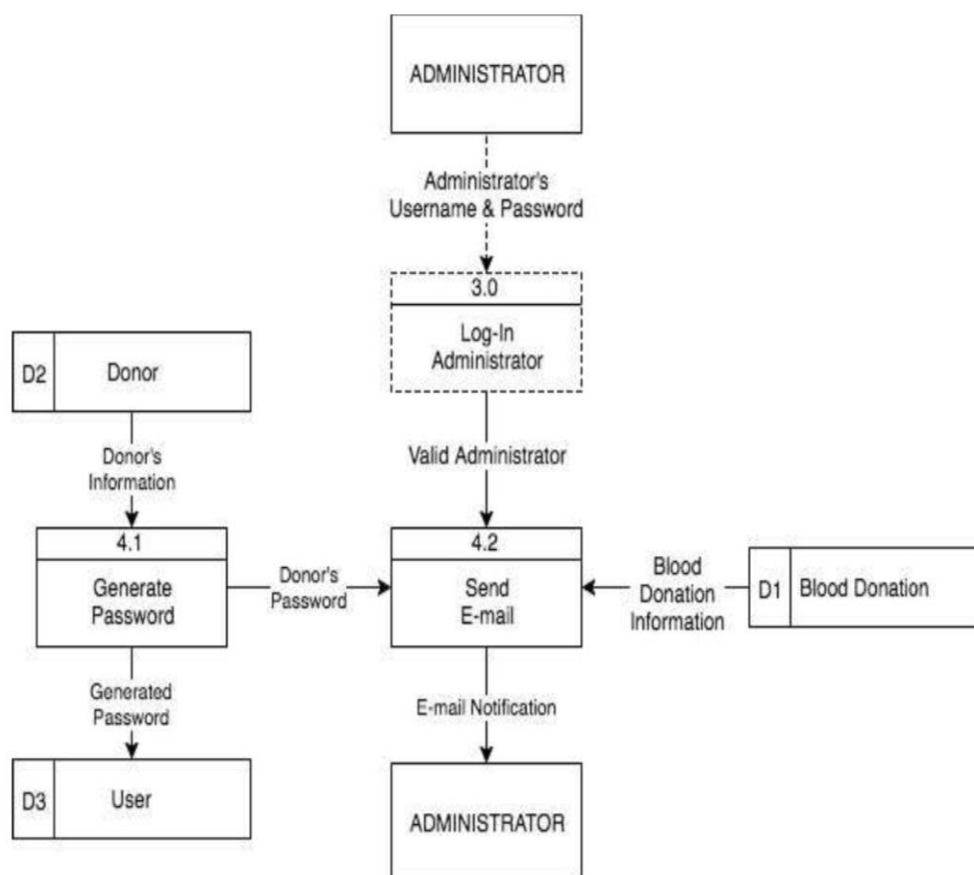 ADMINISTRATOR
Administrator's
Username & Password
3.0
Log-In
Administrator
D2
Donor
Donor's
Information
Valid Administrator
4.1
Generate
Password
Donor's
Password
4.2
Send
E-mail
Blood
Donation
Information
D1
Blood Donation
Generated
Password
E-mail Notification
D3
User
ADMINISTRATOR